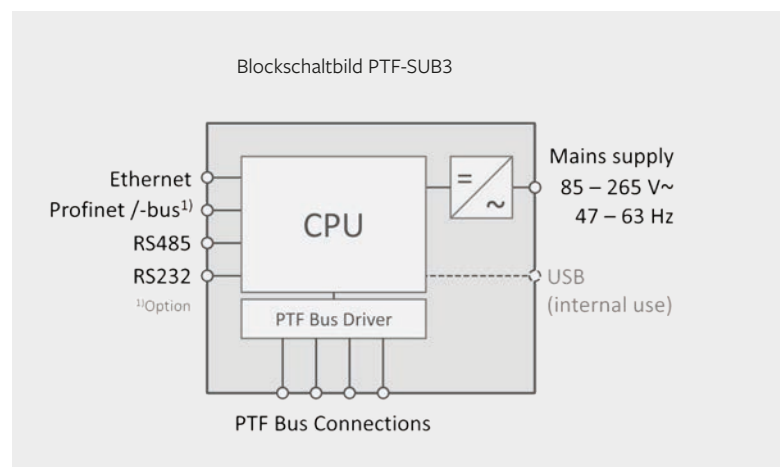 Blockschaltbild PTF-SUB3
Ethernet
Profinet /-bus¹⁾
RS485
RS232
¹⁾Option
CPU
PTF Bus Driver
=
~
Mains supply
85 – 265 V~
47 – 63 Hz
USB
(internal use)
PTF Bus Connections